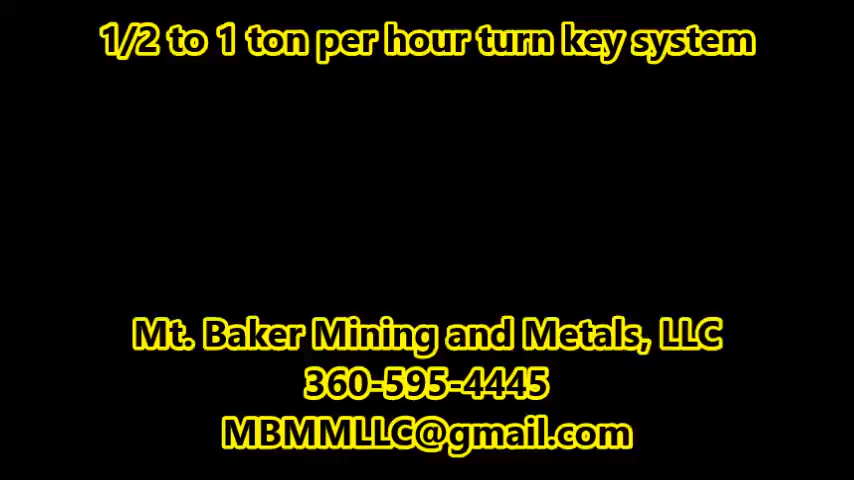 1/2 to 1 ton per hour turn key system
Mt. Baker Mining and Metals, LLC
360-595-4445
MBMMLLC@gmail.com